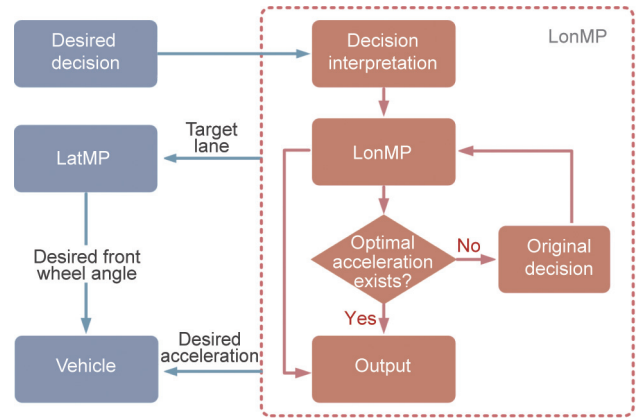 Desired
decision
Decision
interpretation
LonMP
Target
lane
LatMP
LonMP
Desired front
wheel angle
Optimal
acceleration
exists?
No
Original
decision
Yes
Desired
acceleration
Vehicle
Output